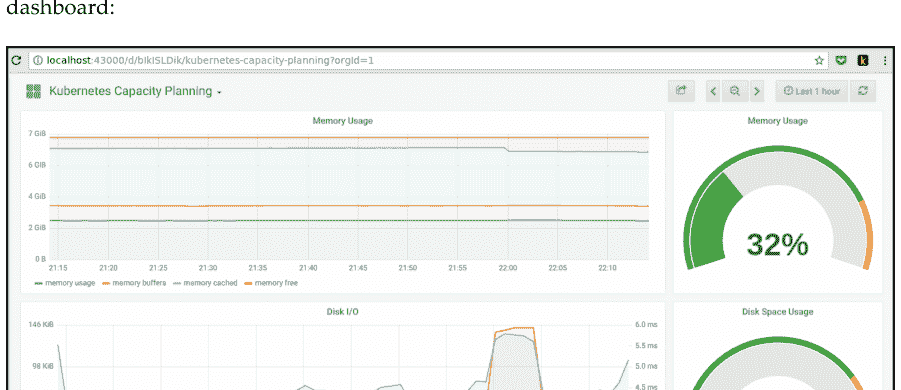 dashboard:
localhost:43000/d/bIkISLDik/kubernetes-capacity-planning?orgId=1
Kubernetes Capacity Planning
Last 1 hour
Memory Usage
7 GiB
6 GiB
4 GiB
2 GiB
0 B
21:15 21:20 21:25 21:30 21:35 21:40 21:45 21:50 21:55 22:00 22:05 22:10
memory usage memory buffers memory cached memory free
Memory Usage
32%
Disk I/O
146 KiB
98 KiB
6.0 ms
5.5 ms
5.0 ms
4.5 ms
Disk Space Usage